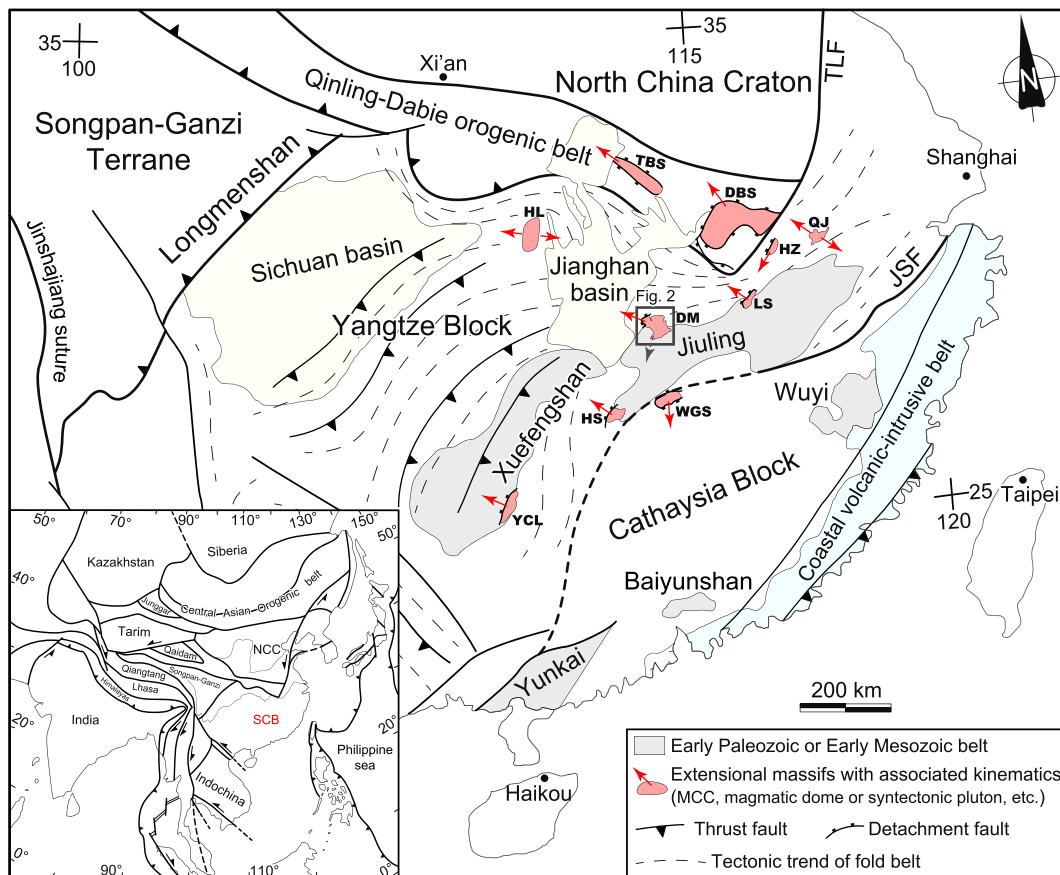 35
100
Xi'an
35
115
TLF
N
North China Craton
Qinling-Dabie orogenic belt
Songpan-Ganzi
Terrane
Longmenshan
Shanghai
TBS
DBS
QJ
HZ
HL
JSF
Jinshajiang suture
Sichuan basin
Jianghan
basin
Fig. 2
LS
DM
Yangtze Block
Jiuling
Wuyi
Xuefengshan
HS
WGS
YCL
Cathaysia Block
Coastal volcanic-intrusive belt
25
120
Taipei
Baiyunshan
Yunkai
200 km
Haikou
50°
70°
90°
110°
130°
150°
50°
Siberia
Kazakhstan
40°
Junggar
Central Asian Orogenic belt
Tarim
Qaidam
NCC
Qiangtang
Songpan-Ganzi
Lhasa
Himalayas
India
SCB
20°
20°
Philippine
sea
Indochina
0°
0°
90°
110°
Early Paleozoic or Early Mesozoic belt
Extensional massifs with associated kinematics
(MCC, magmatic dome or syntectonic pluton, etc.)
Thrust fault
Detachment fault
Tectonic trend of fold belt